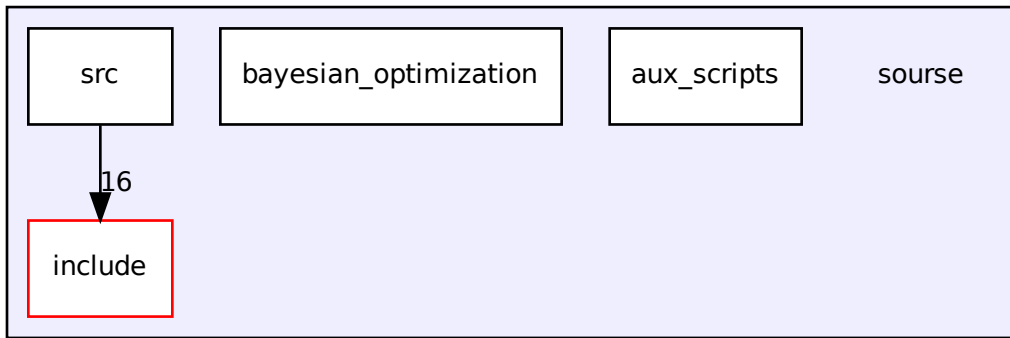 src
bayesian_optimization
aux_scripts
sourse
16
include